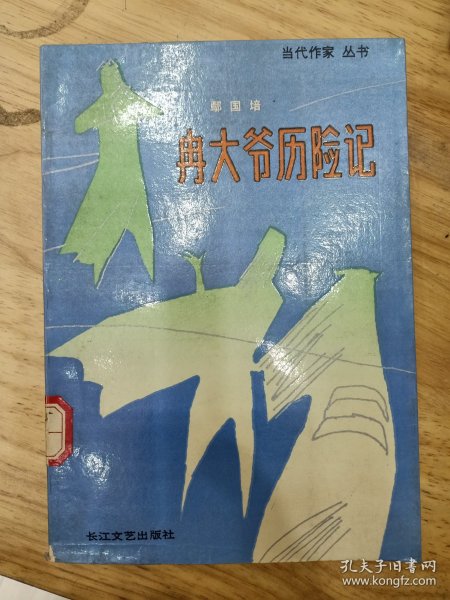 当代作家 丛书
鄢国培
冉大爷历险记
长江文艺出版社
孔夫子旧书网
www.kongfz.com